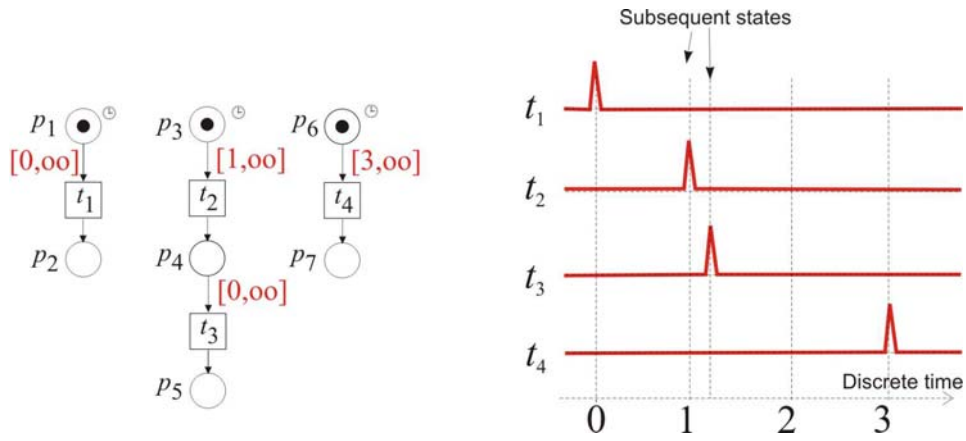 p1
[0,oo]
t1
p2
p3
[1,oo]
t2
p4
[0,oo]
t3
p5
p6
[3,oo]
t4
p7
Subsequent states
t1
t2
t3
t4
Discrete time
0 1 2 3